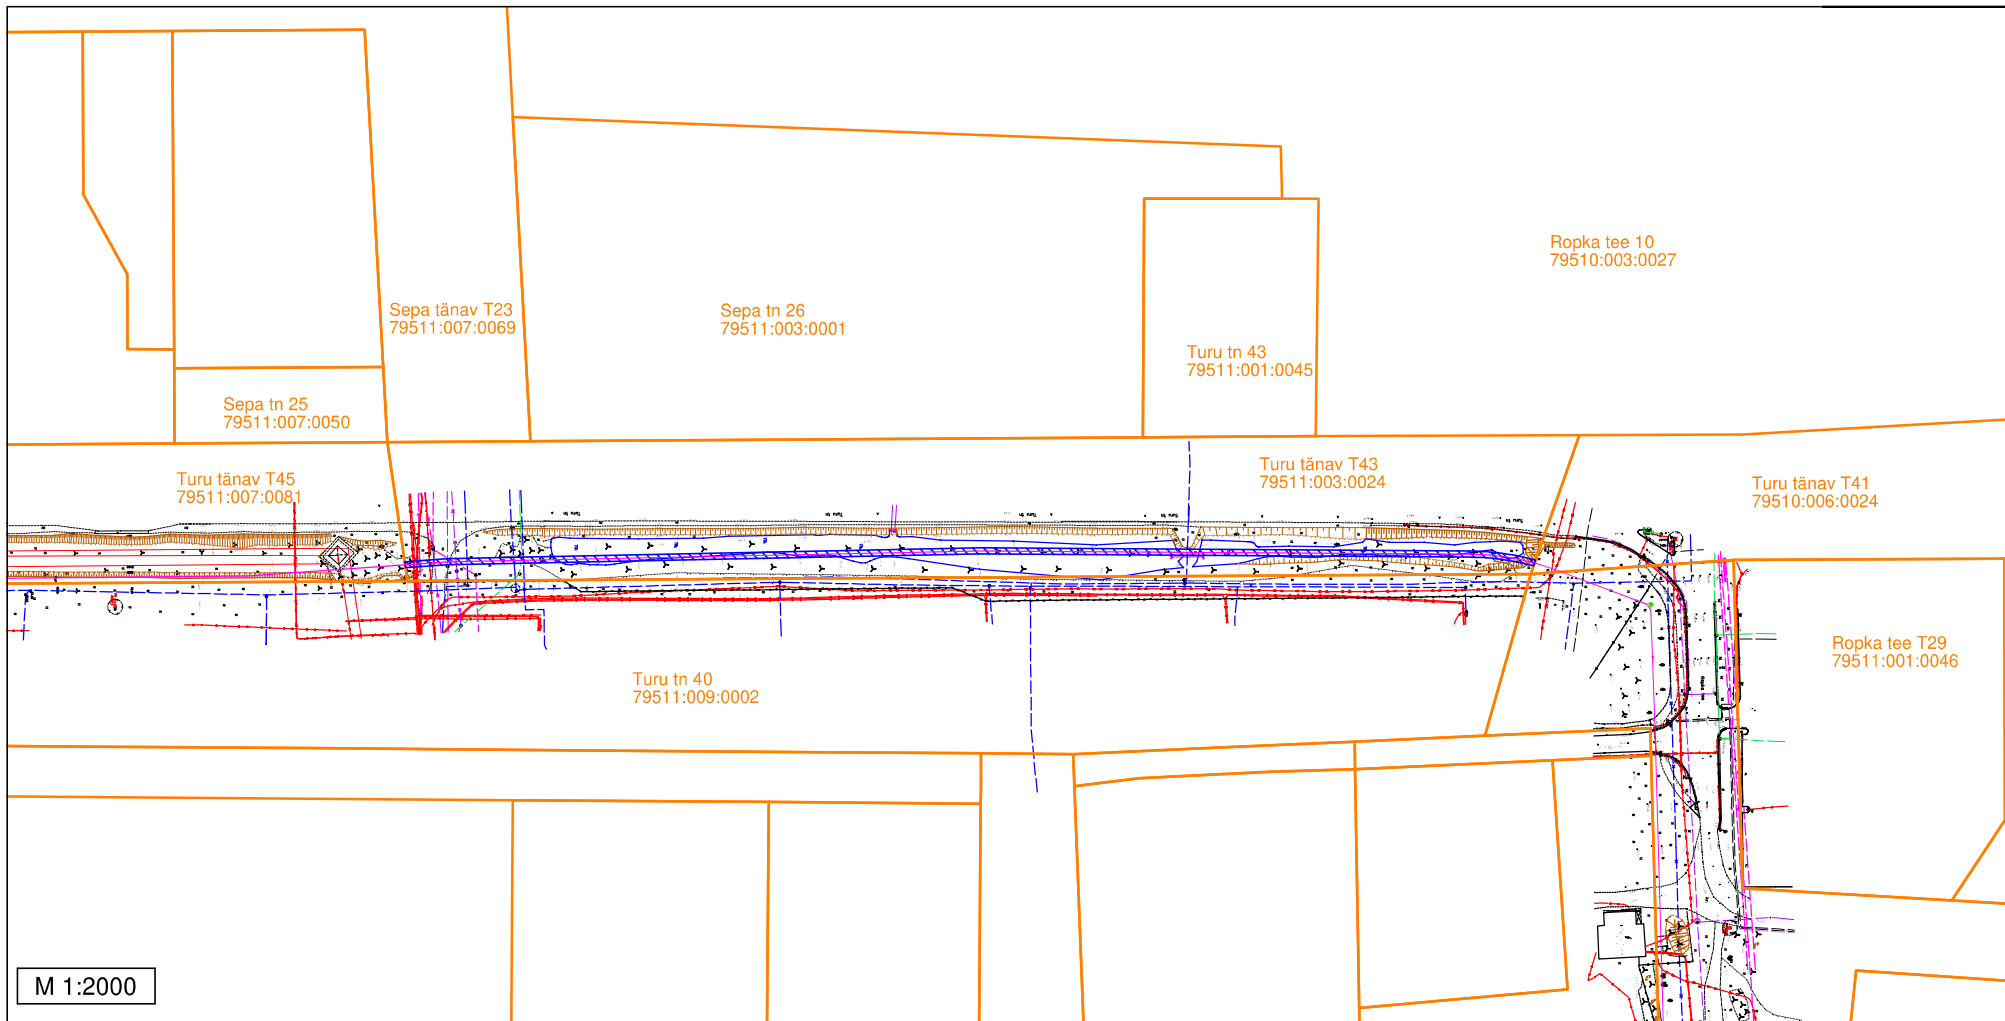 Ropka tee 10
79510:003:0027
Sepa tänav T23
79511:007:0069
Sepa tn 26
79511:003:0001
Turu tn 43
79511:001:0045
Sepa tn 25
79511:007:0050
Turu tänav T45
79511:007:0081
Turu tänav T43
79511:003:0024
Turu tänav T41
79510:006:0024
Ropka tee T29
79511:001:0046
Turu tn 40
79511:009:0002
M 1:2000